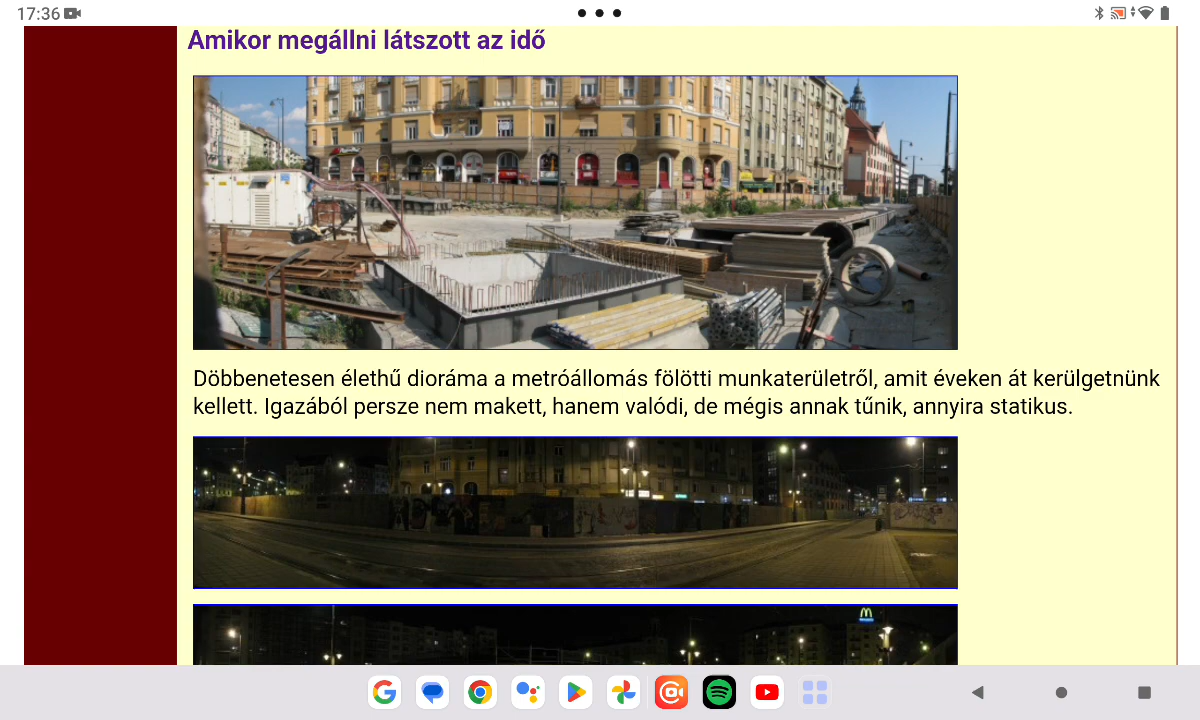 17:36
Amikor megállni látszott az idő
Döbbenetesen élethű dioráma a metróállomás fölötti munkaterületről, amit éveken át kerülgetnünk
kellett. Igazából persze nem makett, hanem valódi, de mégis annak tűnik, annyira statikus.